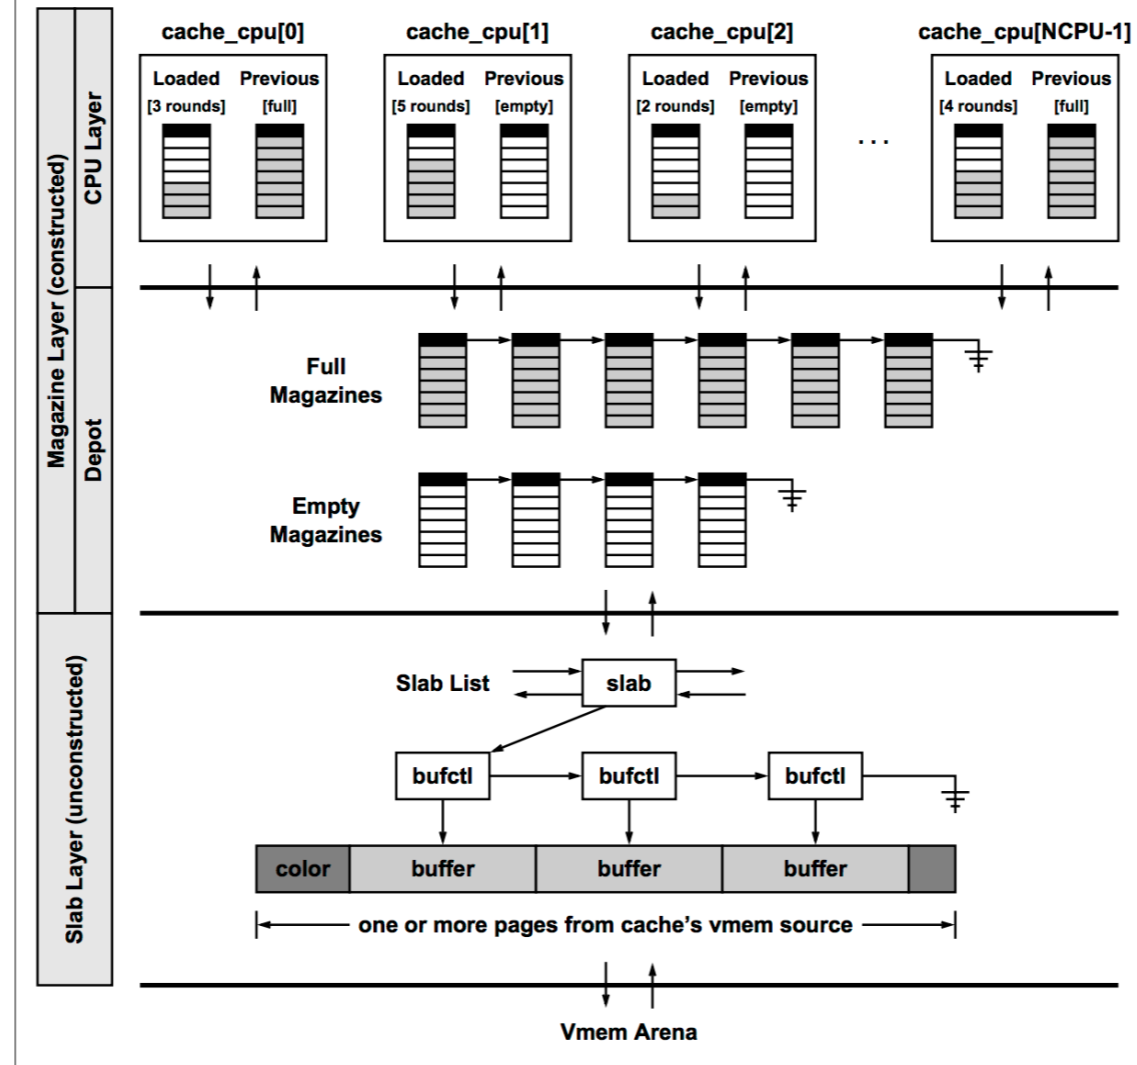 cache_cpu[0]
cache_cpu[1]
cache_cpu[2]
cache_cpu[NCPU-1]
Loaded Previous
[3 rounds] [full]
Loaded Previous
[5 rounds] [empty]
Loaded Previous
[2 rounds] [empty]
. . .
Loaded Previous
[4 rounds] [full]
Magazine Layer (constructed)
CPU Layer
Depot
Full
Magazines
Empty
Magazines
Slab Layer (unconstructed)
Slab List
slab
bufctl
bufctl
bufctl
color
buffer
buffer
buffer
one or more pages from cache's vmem source
Vmem Arena